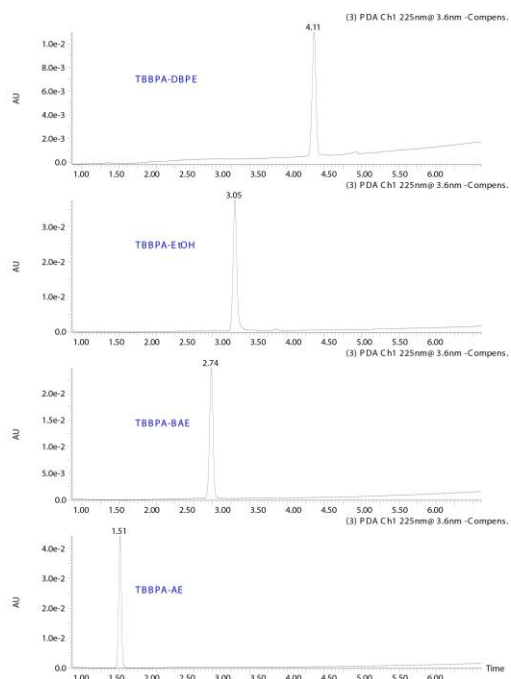 (3) PDA Ch1 225nm@ 3.6nm -Compens.
4.11
1.0e-2
8.0e-3
TBBPA-DBPE
6.0e-3
AU
4.0e-3
2.0e-3
0.0
1.00 1.50 2.00 2.50 3.00 3.50 4.00 4.50 5.00 5.50 6.00
(3) PDA Ch1 225nm@ 3.6nm -Compens.
3.05
3.0e-2
TBBPA-EtOH
2.0e-2
AU
1.0e-2
0.0
1.00 1.50 2.00 2.50 3.00 3.50 4.00 4.50 5.00 5.50 6.00
(3) PDA Ch1 225nm@ 3.6nm -Compens.
2.74
2.0e-2
1.5e-2
TBBPA-BAE
AU
1.0e-2
5.0e-3
0.0
1.00 1.50 2.00 2.50 3.00 3.50 4.00 4.50 5.00 5.50 6.00
(3) PDA Ch1 225nm@ 3.6nm -Compens.
1.51
4.0e-2
3.0e-2
TBBPA-AE
AU
2.0e-2
1.0e-2
0.0
Time
1.00 1.50 2.00 2.50 3.00 3.50 4.00 4.50 5.00 5.50 6.00